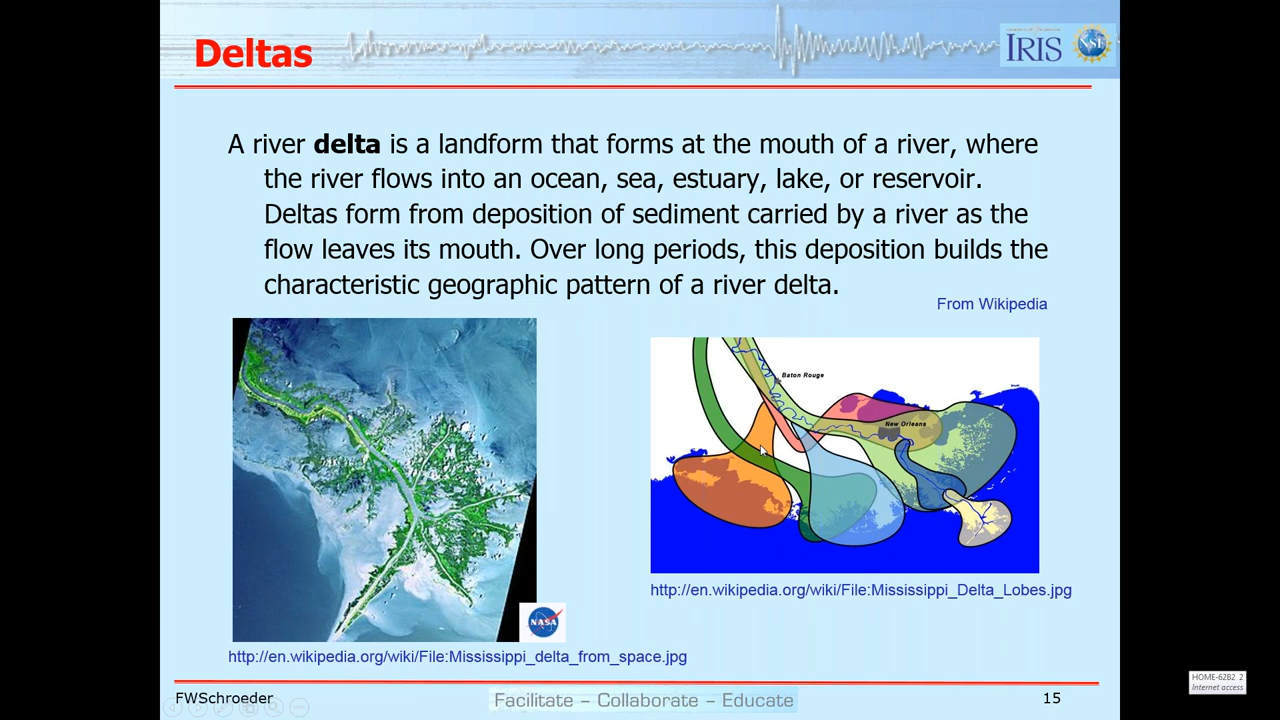 Deltas
IRIS
NSF
A river delta is a landform that forms at the mouth of a river, where
the river flows into an ocean, sea, estuary, lake, or reservoir.
Deltas form from deposition of sediment carried by a river as the
flow leaves its mouth. Over long periods, this deposition builds the
characteristic geographic pattern of a river delta.
From Wikipedia
Baton Rouge
New Orleans
http://en.wikipedia.org/wiki/File:Mississippi_Delta_Lobes.jpg
NASA
http://en.wikipedia.org/wiki/File:Mississippi_delta_from_space.jpg
HOME-62B2 2
Internet access
FWSchroeder
Facilitate – Collaborate – Educate
15